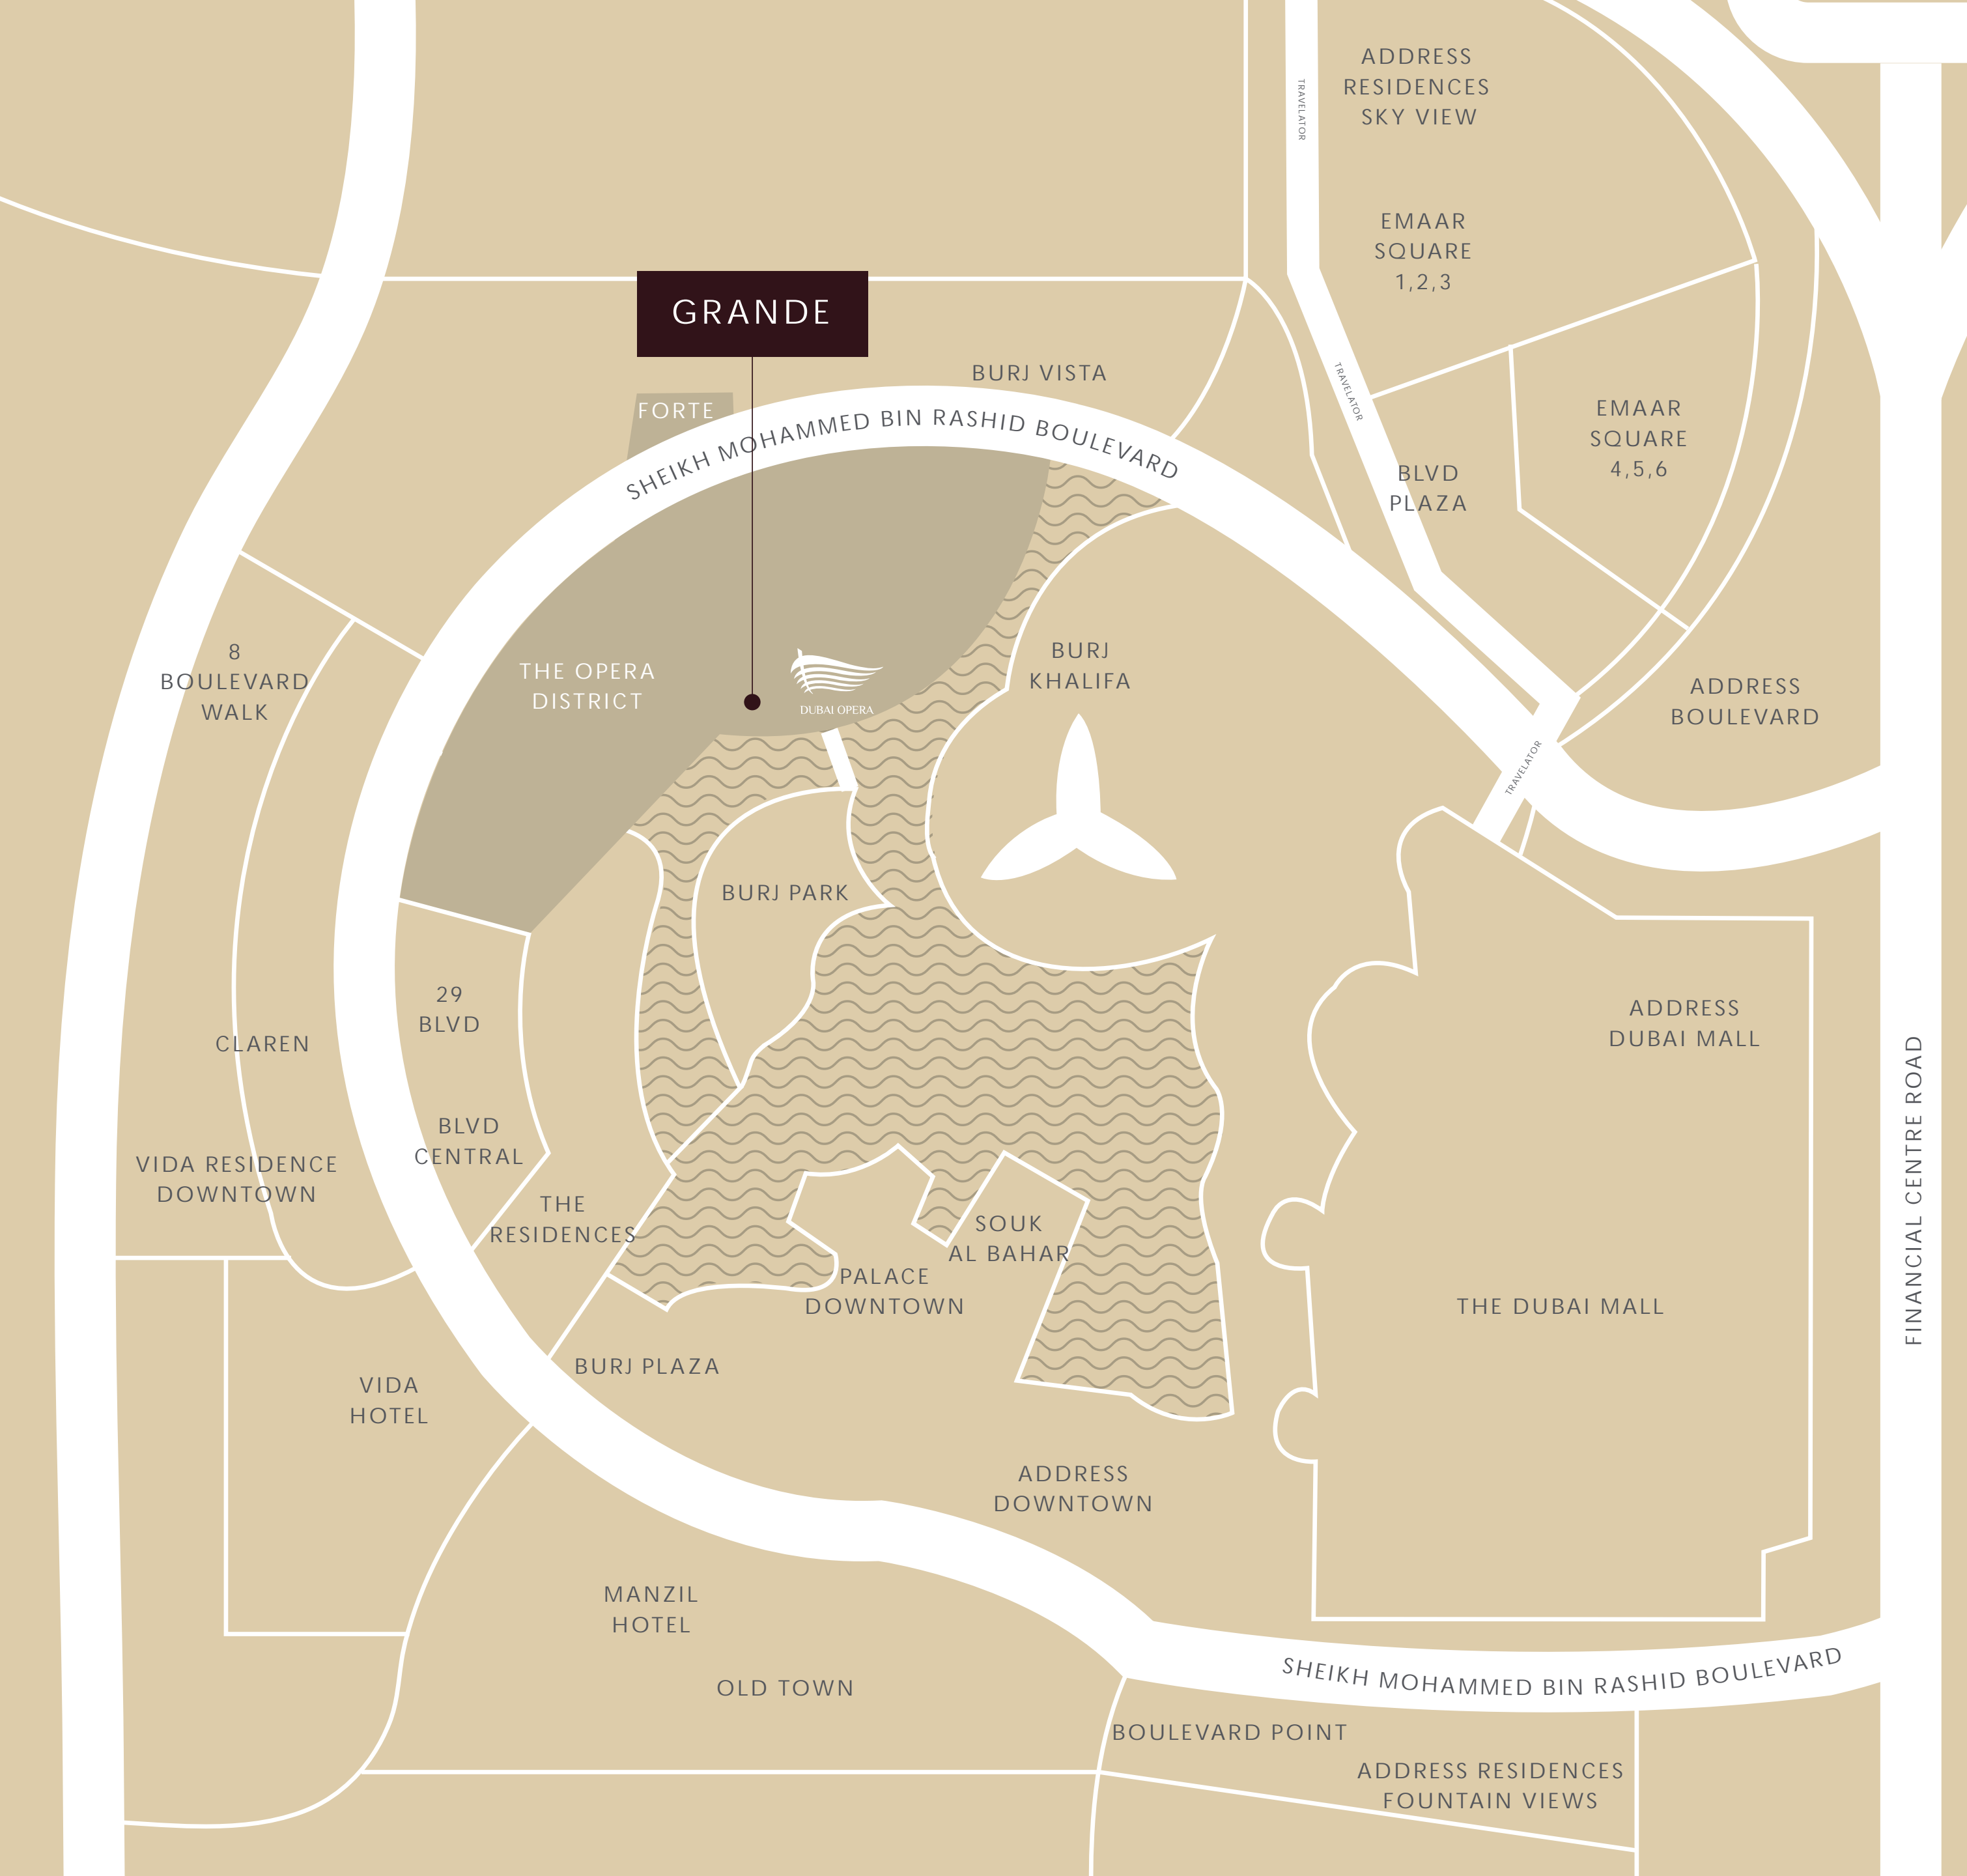 ADDRESS
RESIDENCES
SKY VIEW
TRAVELATOR
EMAAR
SQUARE
1,2,3
GRANDE
BURJ VISTA
FORTE
SHEIKH MOHAMMED BIN RASHID BOULEVARD
TRAVELATOR
EMAAR
SQUARE
4,5,6
BLVD
PLAZA
8
BOULEVARD
WALK
THE OPERA
DISTRICT
DUBAI OPERA
BURJ
KHALIFA
ADDRESS
BOULEVARD
TRAVELATOR
BURJ PARK
29
BLVD
CLAREN
ADDRESS
DUBAI MALL
FINANCIAL CENTRE ROAD
BLVD
CENTRAL
VIDA RESIDENCE
DOWNTOWN
THE
RESIDENCES
SOUK
AL BAHAR
PALACE
DOWNTOWN
THE DUBAI MALL
BURJ PLAZA
VIDA
HOTEL
ADDRESS
DOWNTOWN
MANZIL
HOTEL
OLD TOWN
SHEIKH MOHAMMED BIN RASHID BOULEVARD
BOULEVARD POINT
ADDRESS RESIDENCES
FOUNTAIN VIEWS